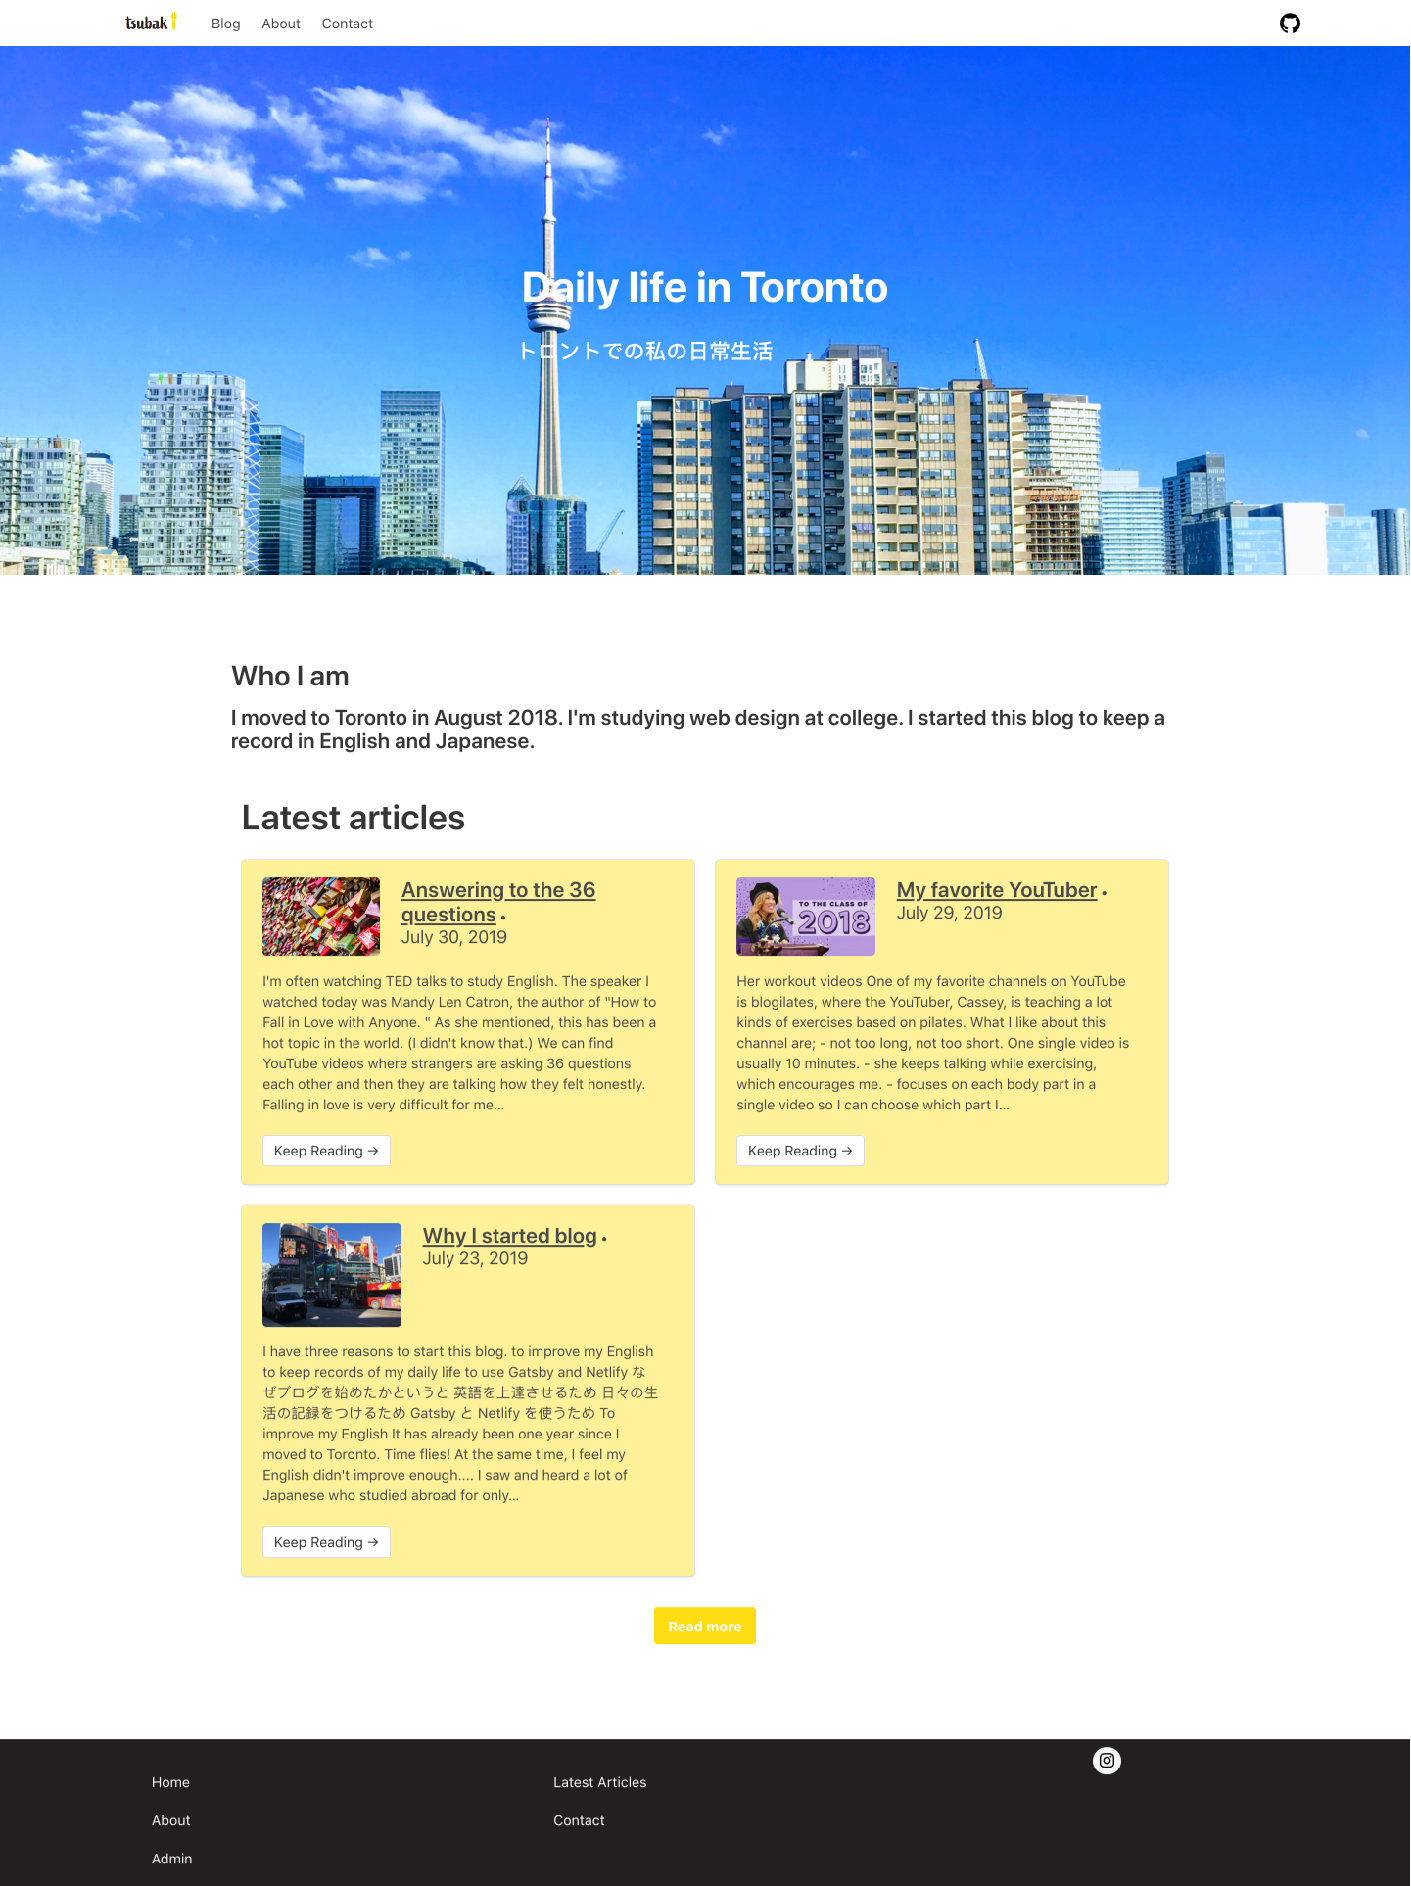 tsubaki
Blog About Contact
Daily life in Toronto
トロントでの私の日常生活
Who I am
I moved to Toronto in August 2018. I'm studying web design at college. I started this blog to keep a
record in English and Japanese.
Latest articles
Answering to the 36
questions •
July 30, 2019
I'm often watching TED talks to study English. The speaker I
watched today was Mandy Len Catron, the author of "How to
Fall in Love with Anyone. " As she mentioned, this has been a
hot topic in the world. (I didn't know that.) We can find
YouTube videos where strangers are asking 36 questions
each other and then they are talking how they felt honestly.
Falling in love is very difficult for me…
Keep Reading →
TO THE CLASS OF
2018
My favorite YouTuber •
July 29, 2019
Her workout videos One of my favorite channels on YouTube
is blogilates, where the YouTuber, Cassey, is teaching a lot
kinds of exercises based on pilates. What I like about this
channel are; - not too long, not too short. One single video is
usually 10 minutes. - she keeps talking while exercising,
which encourages me. - focuses on each body part in a
single video so I can choose which part I…
Keep Reading →
Why I started blog •
July 23, 2019
I have three reasons to start this blog. to improve my English
to keep records of my daily life to use Gatsby and Netlify な
ぜブログを始めたかというと 英語を上達させるため 日々の生
活の記録をつけるため Gatsby と Netlify を使うため To
improve my English It has already been one year since I
moved to Toronto. Time flies! At the same time, I feel my
English didn't improve enough.... I saw and heard a lot of
Japanese who studied abroad for only…
Keep Reading →
Read more
Home
About
Admin
Latest Articles
Contact